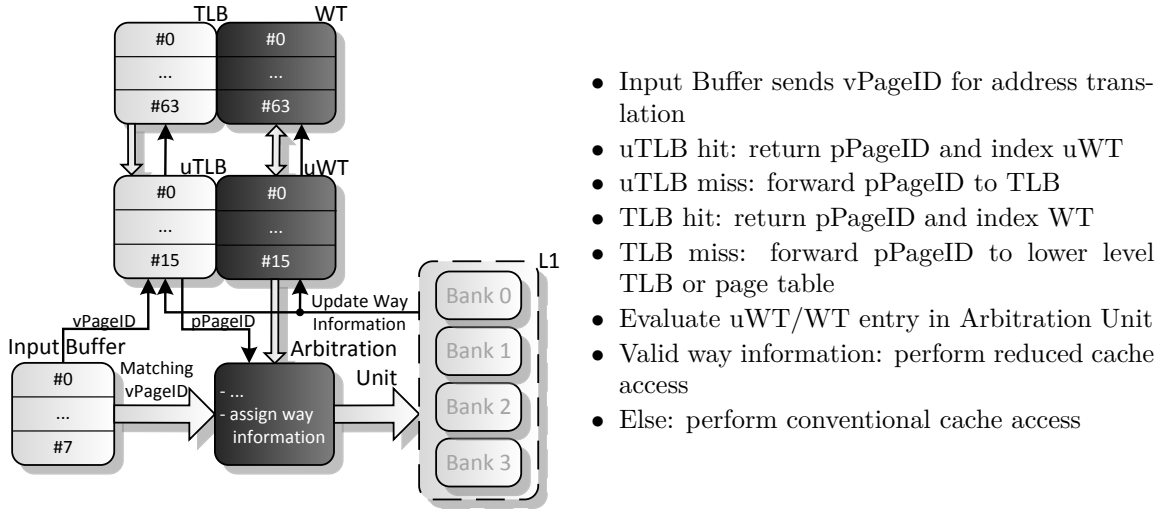 TLB WT
#0 #0
... ...
#63 #63
uTLB uWT
#0 #0
... ...
#15 #15
L1
Bank 0
Bank 1
Bank 2
Bank 3
Update Way
Information
vPageID
pPageID
Input Buffer
#0
...
#7
Matching
vPageID
Arbitration
Unit
- ...
- assign way
information
• Input Buffer sends vPageID for address trans-
lation
• uTLB hit: return pPageID and index uWT
• uTLB miss: forward pPageID to TLB
• TLB hit: return pPageID and index WT
• TLB miss: forward pPageID to lower level
TLB or page table
• Evaluate uWT/WT entry in Arbitration Unit
• Valid way information: perform reduced cache
access
• Else: perform conventional cache access